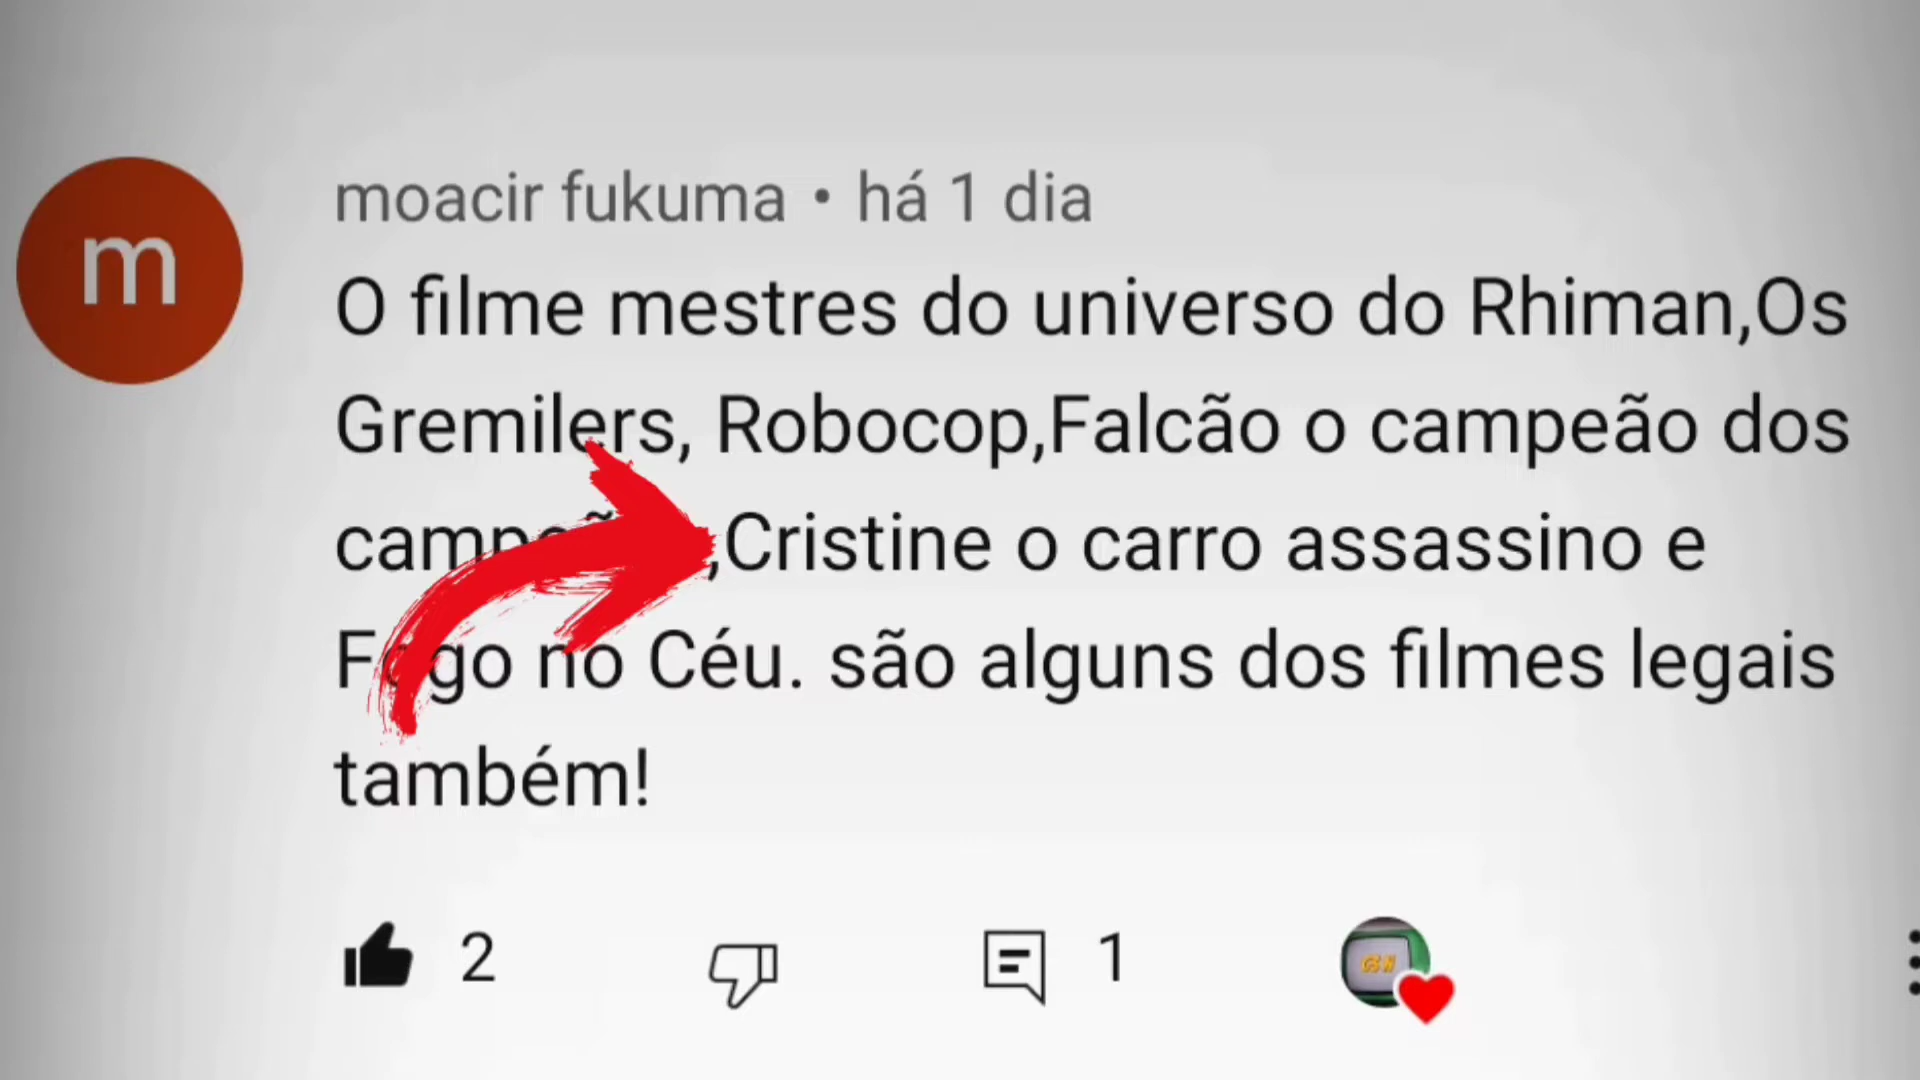 m
moacir fukuma • há 1 dia
O filme mestres do universo do Rhiman,Os
Gremilers, Robocop,Falcão o campeão dos
,Cristine o carro assassino e
Fogo no Céu. são alguns dos filmes legais
também!
2
1